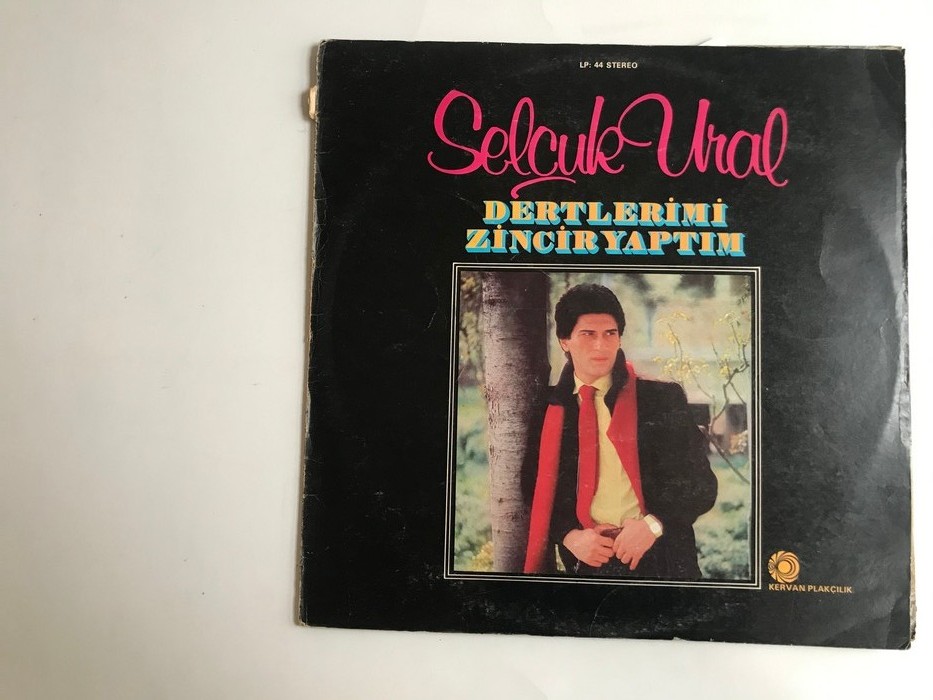 LP: 44 STEREO
Selçuk Ural
DERTLERİMİ
ZİNCİR YAPTIM
KERVAN PLAKÇILIK